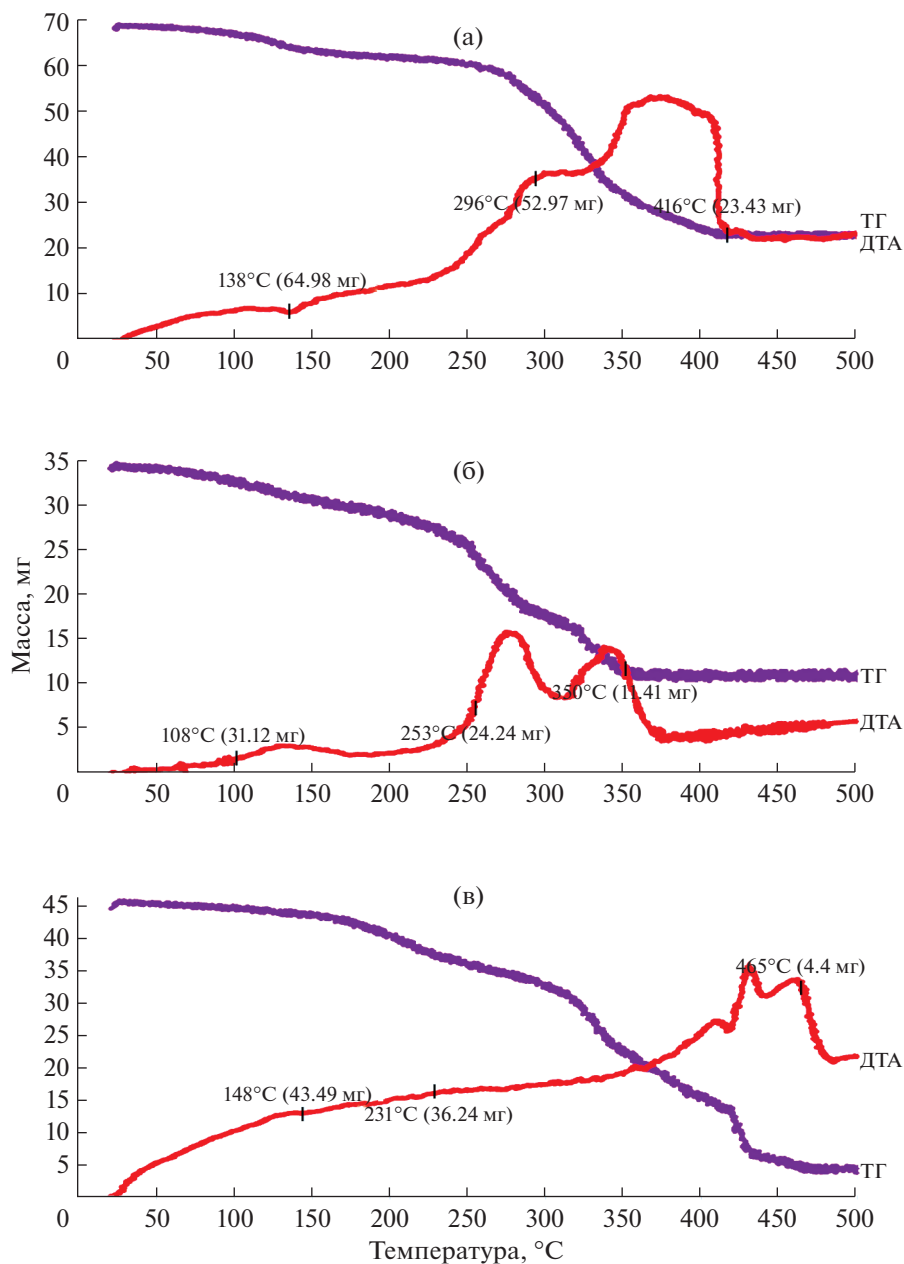 (а)
70
60
50
40
30
20
10
0
296°C (52.97 мг)
416°C (23.43 мг)
138°C (64.98 мг)
ТГ
ДТА
50 100 150 200 250 300 350 400 450 500
(б)
Масса, мг
35
30
25
20
15
10
5
0
108°C (31.12 мг)
253°C (24.24 мг)
350°C (11.41 мг)
ТГ
ДТА
50 100 150 200 250 300 350 400 450 500
(в)
45
40
35
30
25
20
15
10
5
0
465°C (4.4 мг)
148°C (43.49 мг)
231°C (36.24 мг)
ДТА
ТГ
50 100 150 200 250 300 350 400 450 500
Температура, °C